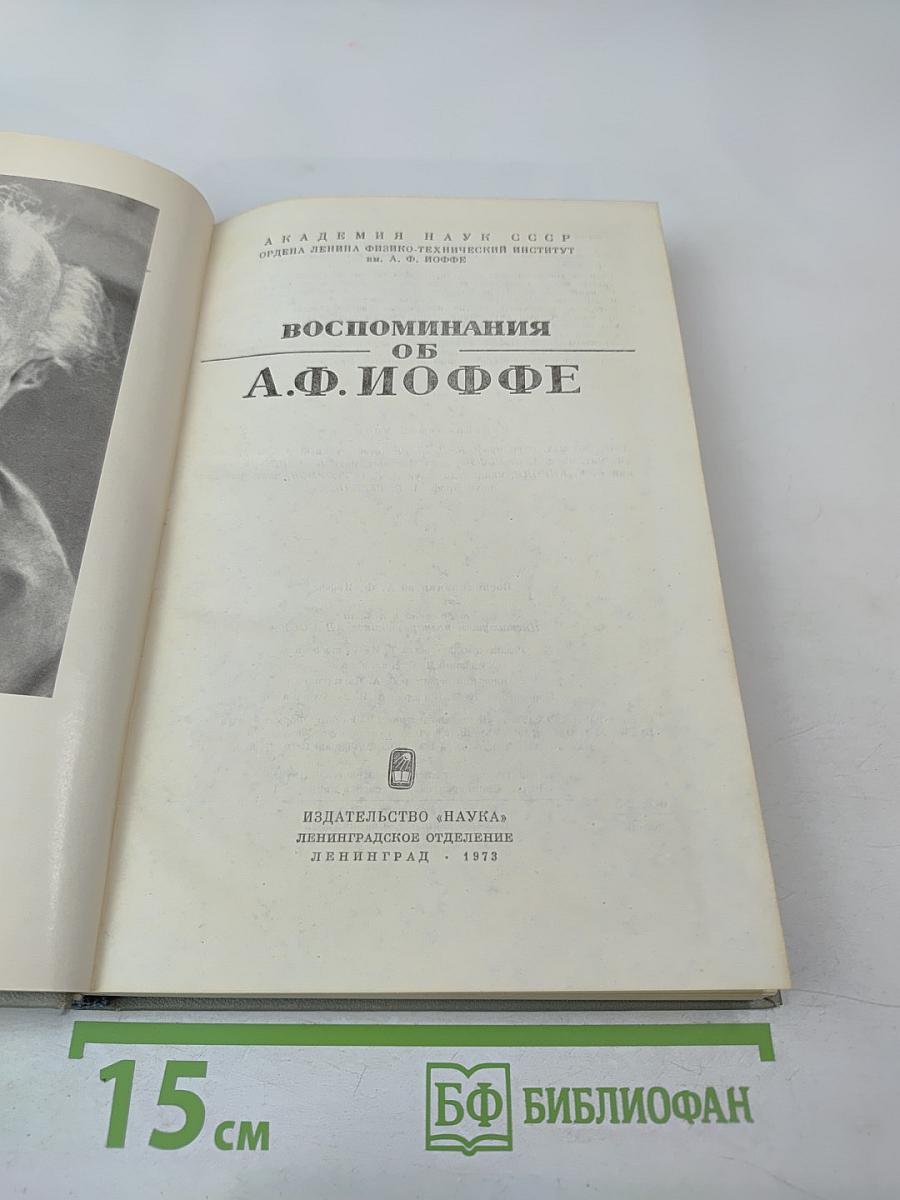 АКАДЕМИЯ НАУК СССР
ОРДЕНА ЛЕНИНА ФИЗИКО-ТЕХНИЧЕСКИЙ ИНСТИТУТ
им. А. Ф. ИОФФЕ
ВОСПОМИНАНИЯ
ОБ
А.Ф. ИОФФЕ
ИЗДАТЕЛЬСТВО «НАУКА»
ЛЕНИНГРАДСКОЕ ОТДЕЛЕНИЕ
ЛЕНИНГРАД · 1973
15 см
БФ БИБЛИОФАН